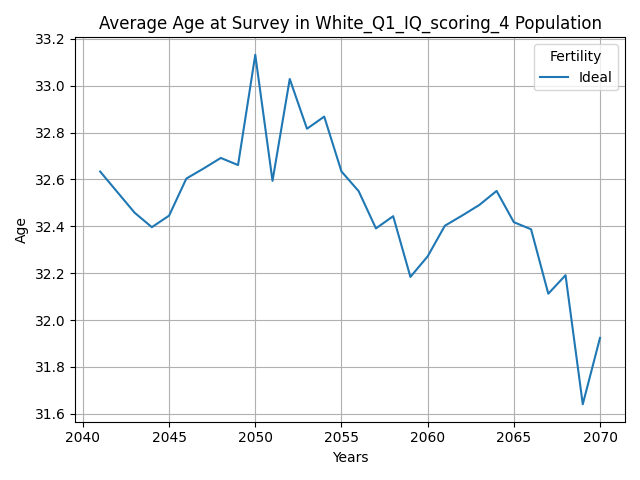 Average Age at Survey in White_Q1_IQ_scoring_4 Population
33.2
33.0
32.8
32.6
32.4
32.2
32.0
31.8
31.6
Age
Fertility
Ideal
2040 2045 2050 2055 2060 2065 2070
Years